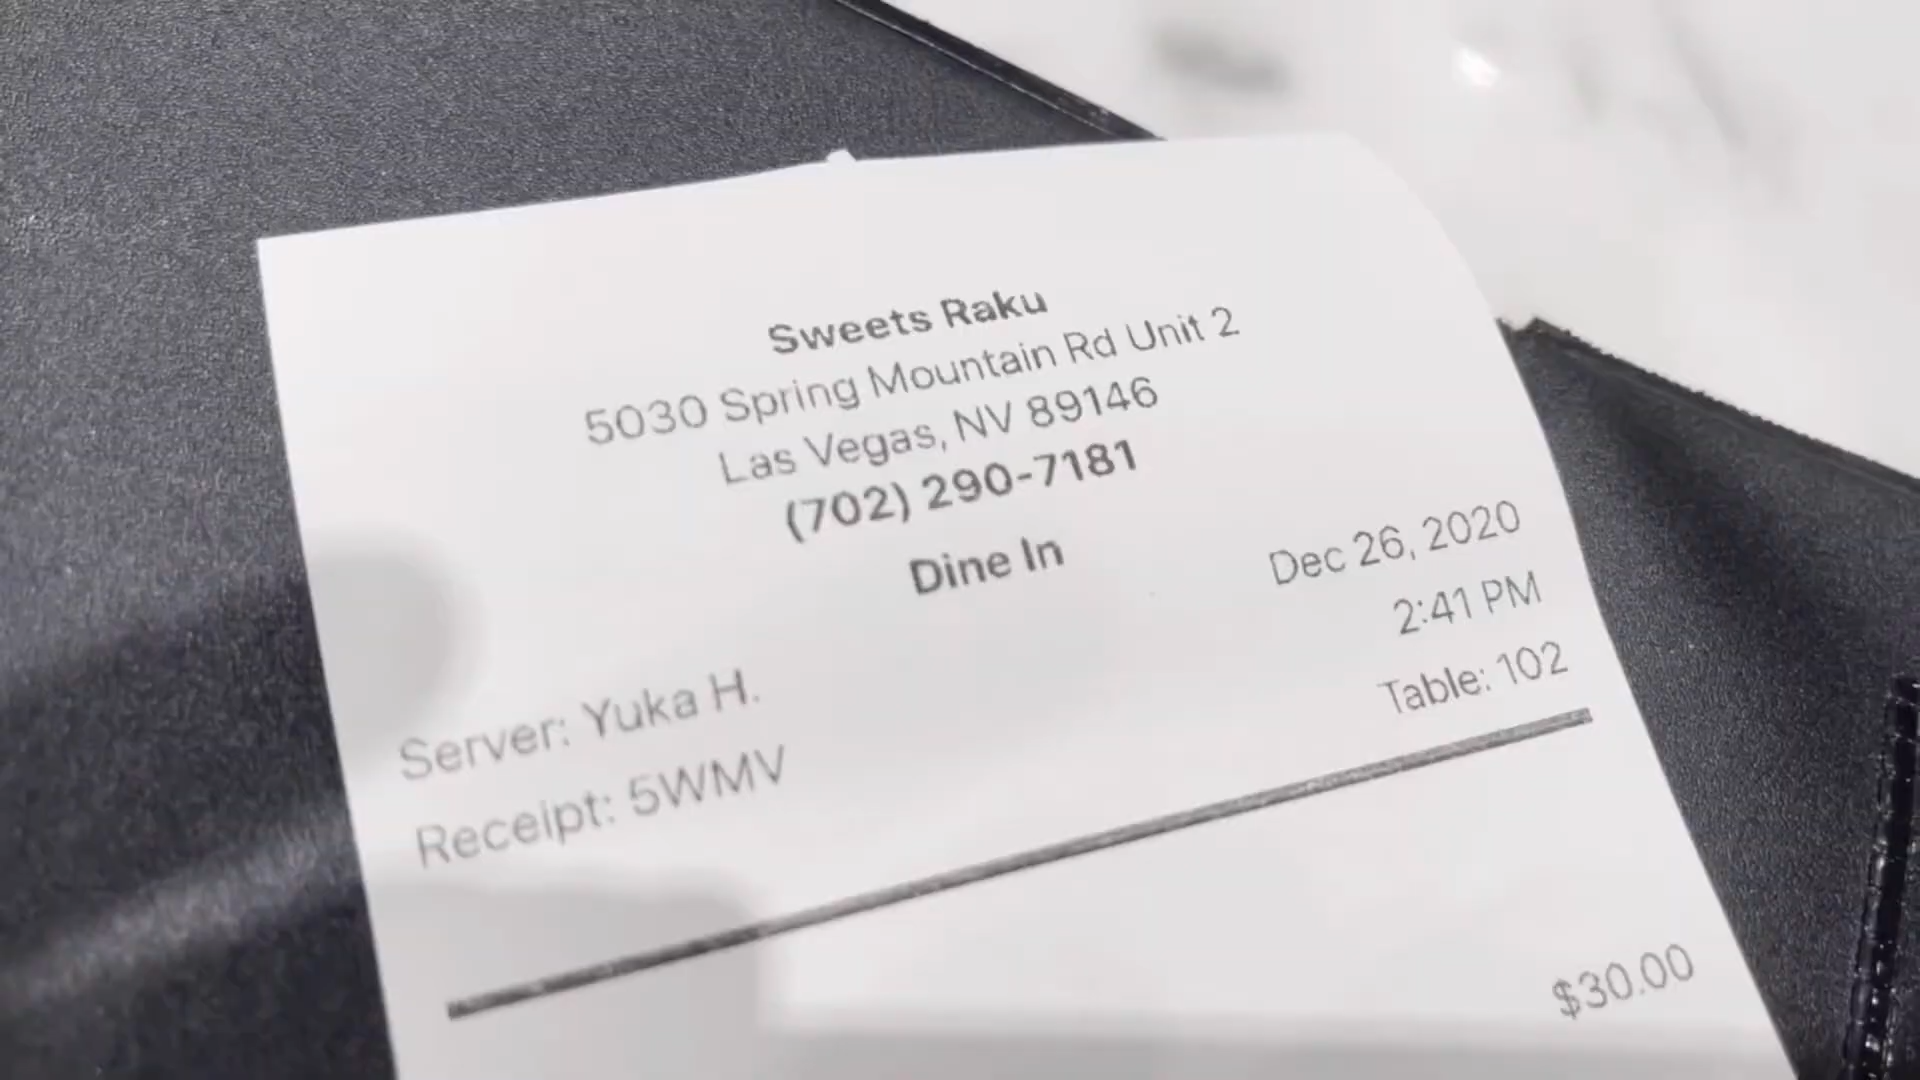 Sweets Raku
5030 Spring Mountain Rd Unit 2
Las Vegas, NV 89146
(702) 290-7181
Dine In
Dec 26, 2020
2:41 PM
Server: Yuka H.
Table: 102
Receipt: 5WMV
$30.00